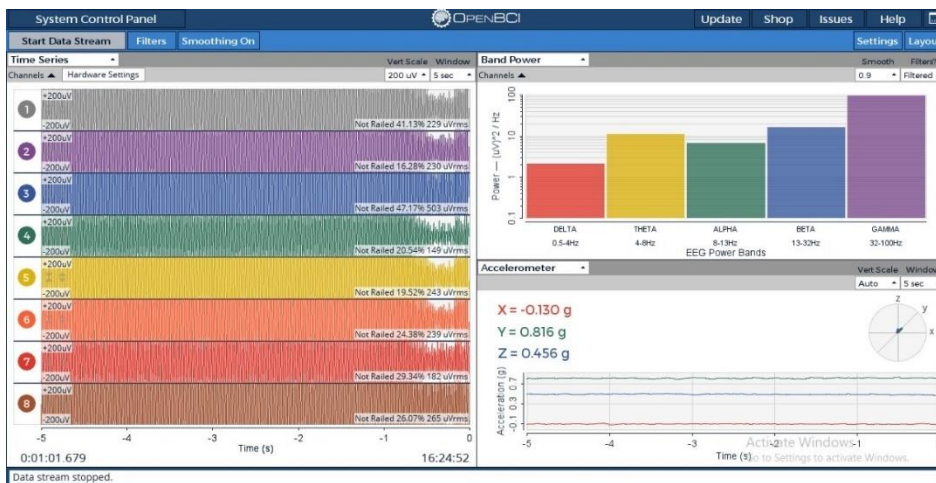 System Control Panel
OPENBCI
Update Shop Issues Help
Start Data Stream Filters Smoothing On
Settings Layou
Time Series
Vert Scale Window
Channels Hardware Settings
200 uV 5 sec
1
+200uV
-200uV
Not Railed 41.13% 229 uVrms
2
+200uV
-200uV
Not Railed 16.28% 230 uVrms
3
+200uV
-200uV
Not Railed 47.17% 503 uVrms
4
+200uV
-200uV
Not Railed 20.54% 149 uVrms
5
+200uV
-200uV
Not Railed 19.52% 243 uVrms
6
+200uV
-200uV
Not Railed 24.38% 239 uVrms
7
+200uV
-200uV
Not Railed 29.34% 182 uVrms
8
+200uV
-200uV
Not Railed 26.07% 265 uVrms
-5 -4 -3 -2 -1 0
Time (s)
0:01:01.679
16:24:52
Band Power
Smooth Filters?
Channels
0.9 Filtered
Power — (uV)^2 / Hz
100
10
1
0.1
DELTA THETA ALPHA BETA GAMMA
0.5-4Hz 4-8Hz 8-13Hz 13-32Hz 32-100Hz
EEG Power Bands
Accelerometer
Vert Scale Window
Auto 5 sec
X = -0.130 g
Y = 0.816 g
Z = 0.456 g
z
y
x
Acceleration (g)
0.7
0.3
-0.1
-5 -4 -3 -2 -1 0
Time (s)
Activate Windows
Go to Settings to activate Windows.
Data stream stopped.